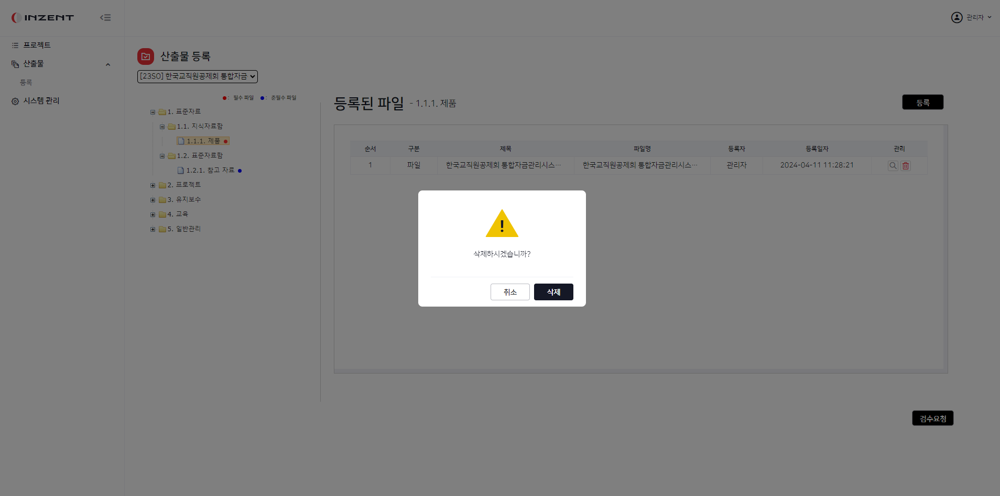 INZENT
관리자
프로젝트
산출물
등록
시스템 관리
산출물 등록
[23S0] 한국교직원공제회 통합자금
● : 필수 파일 ● : 준필수 파일
1. 표준자료
1.1. 지식자료함
1.1.1. 제품
1.2. 표준자료함
1.2.1. 참고 자료
2. 프로젝트
3. 유지보수
4. 교육
5. 일반관리
등록된 파일 - 1.1.1. 제품
등록
순서 구분 제목 파일명 등록자 등록일자 관리
1 파일 한국교직원공제회 통합자금관리시스… 한국교직원공제회 통합자금관리시스… 관리자 2024-04-11 11:28:21
삭제하시겠습니까?
취소 삭제
검수요청